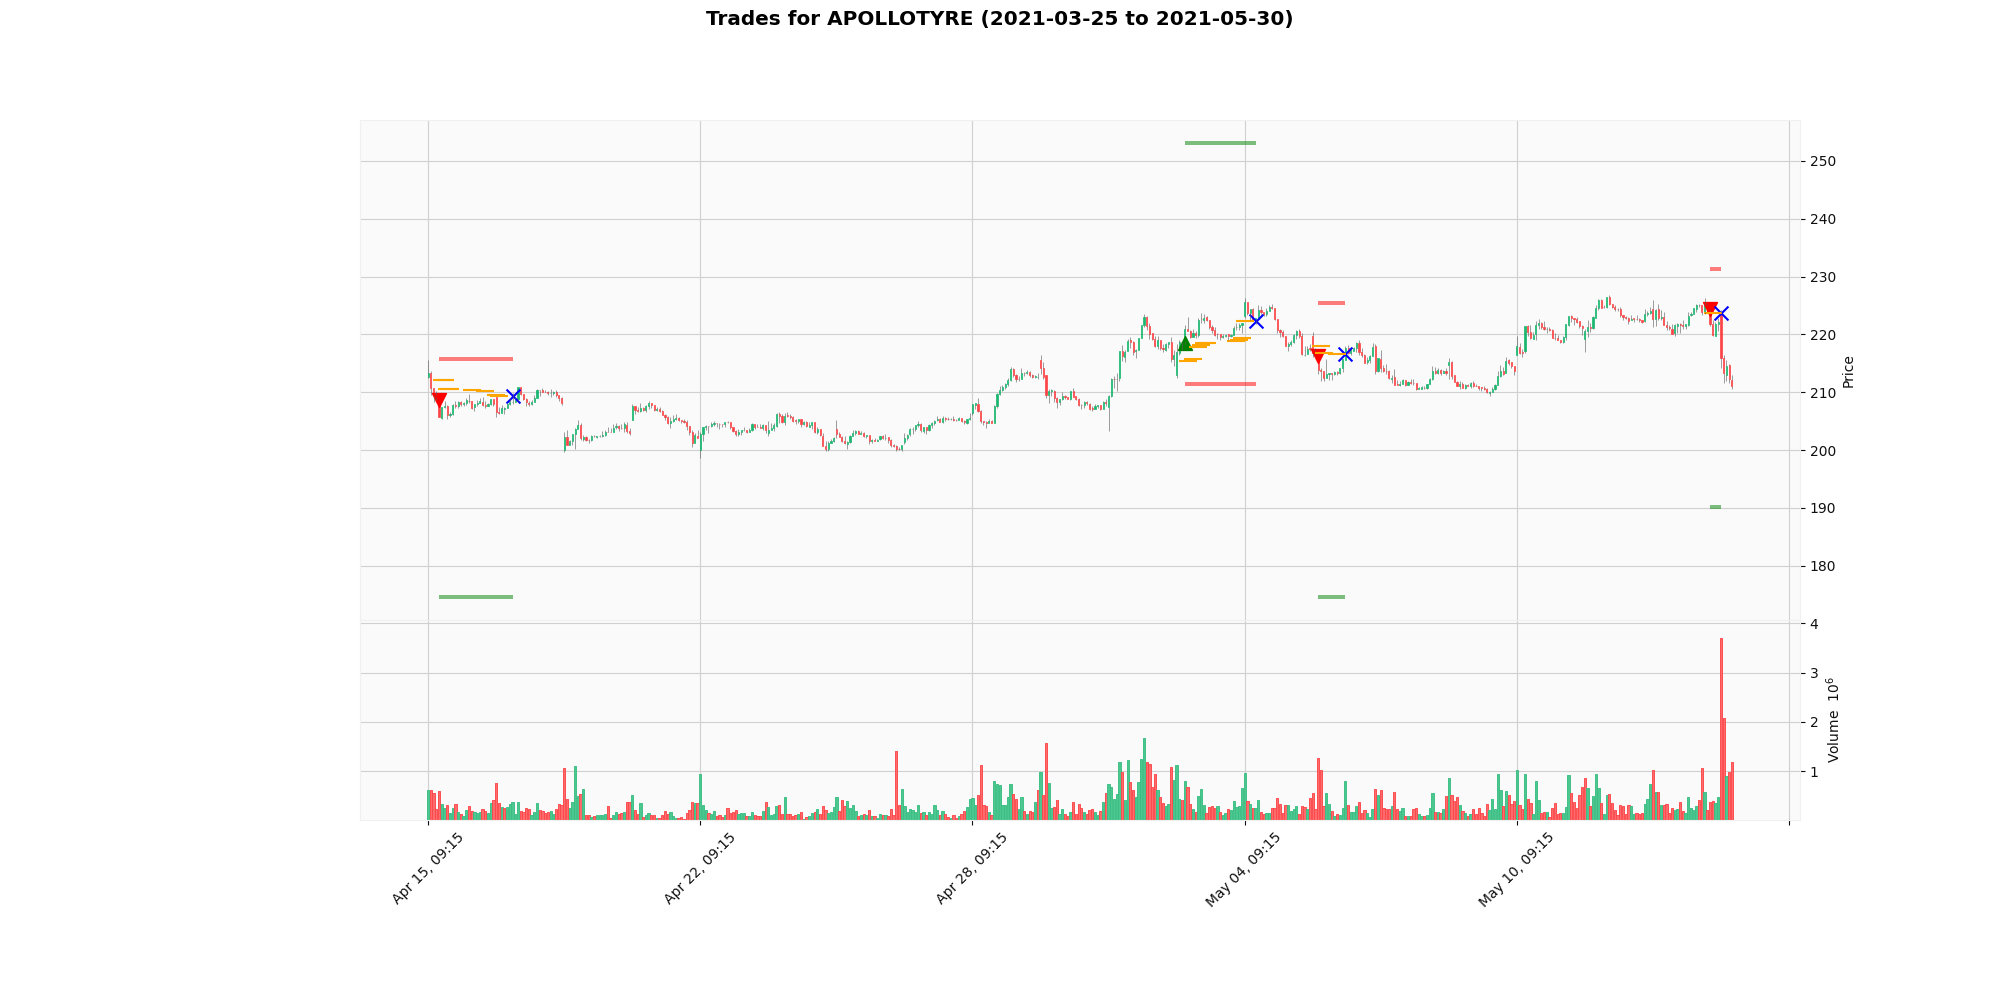 Trades for APOLLOTYRE (2021-03-25 to 2021-05-30)
250
240
230
220
210
200
190
180
Price
4
3
2
1
Volume 10^6
Apr 15, 09:15
Apr 22, 09:15
Apr 28, 09:15
May 04, 09:15
May 10, 09:15